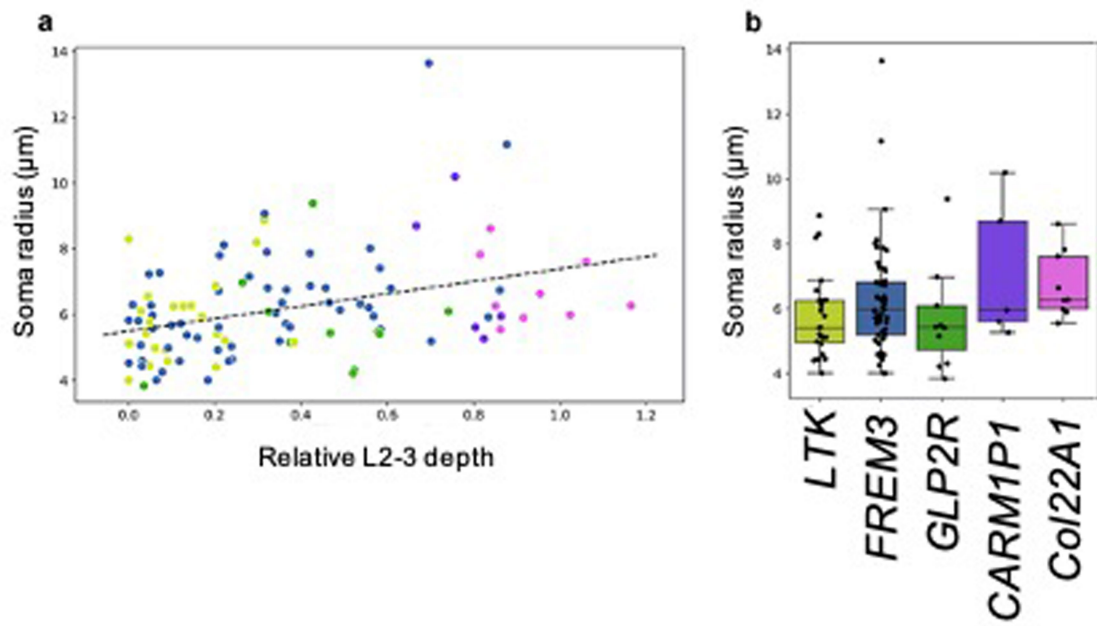 a
Soma radius (μm)
14
12
10
8
6
4
0.0 0.2 0.4 0.6 0.8 1.0 1.2
Relative L2-3 depth
b
Soma radius (μm)
14
12
10
8
6
4
LTK
FREM3
GLP2R
CARM1P1
Col22A1